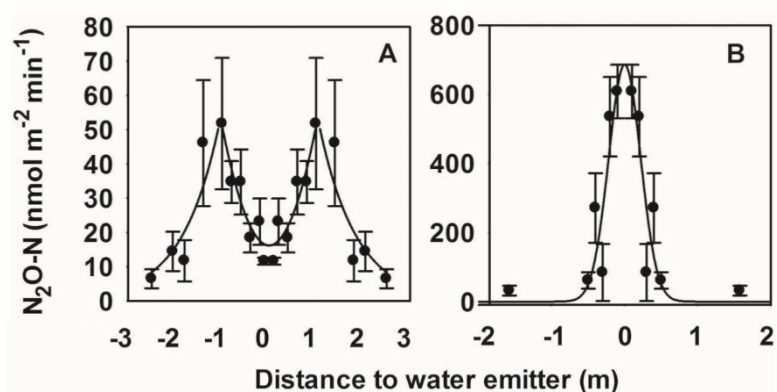 N₂O-N (nmol m⁻² min⁻¹)
80
70
60
50
40
30
20
10
0
A
-3 -2 -1 0 1 2 3
800
600
400
200
0
B
-2 -1 0 1 2
Distance to water emitter (m)